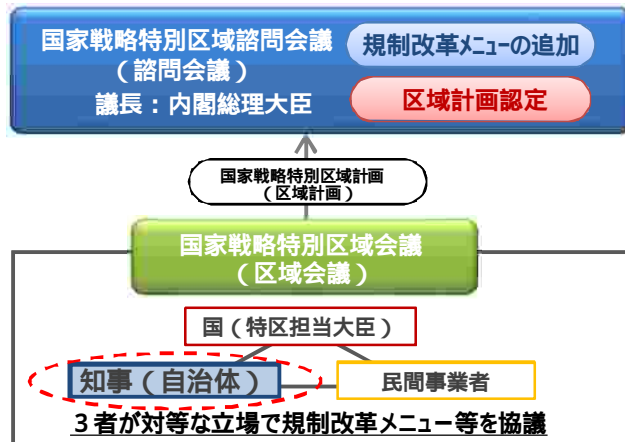 国家戦略特別区域諮問会議
（諮問会議）
議長：内閣総理大臣
規制改革メニューの追加
区域計画認定
国家戦略特別区域計画
（区域計画）
国家戦略特別区域会議
（区域会議）
国（特区担当大臣）
知事（自治体）
民間事業者
３者が対等な立場で規制改革メニュー等を協議